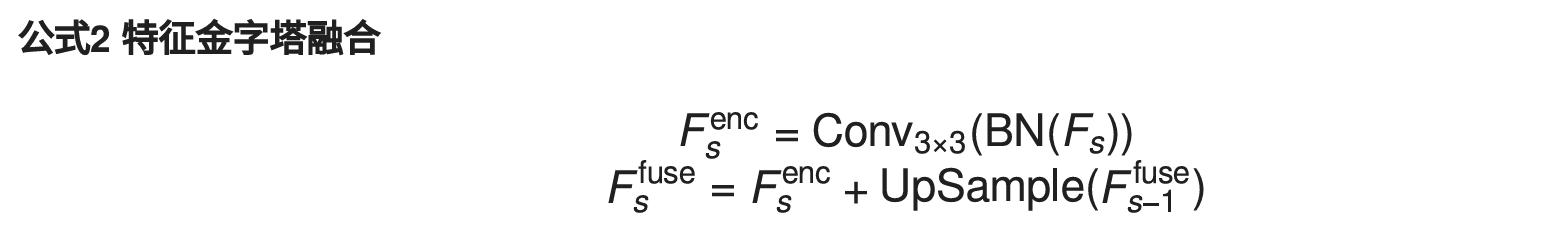 公式2 特征金字塔融合
F_s^enc = Conv_3×3(BN(F_s))
F_s^fuse = F_s^enc + UpSample(F_s−1^fuse)